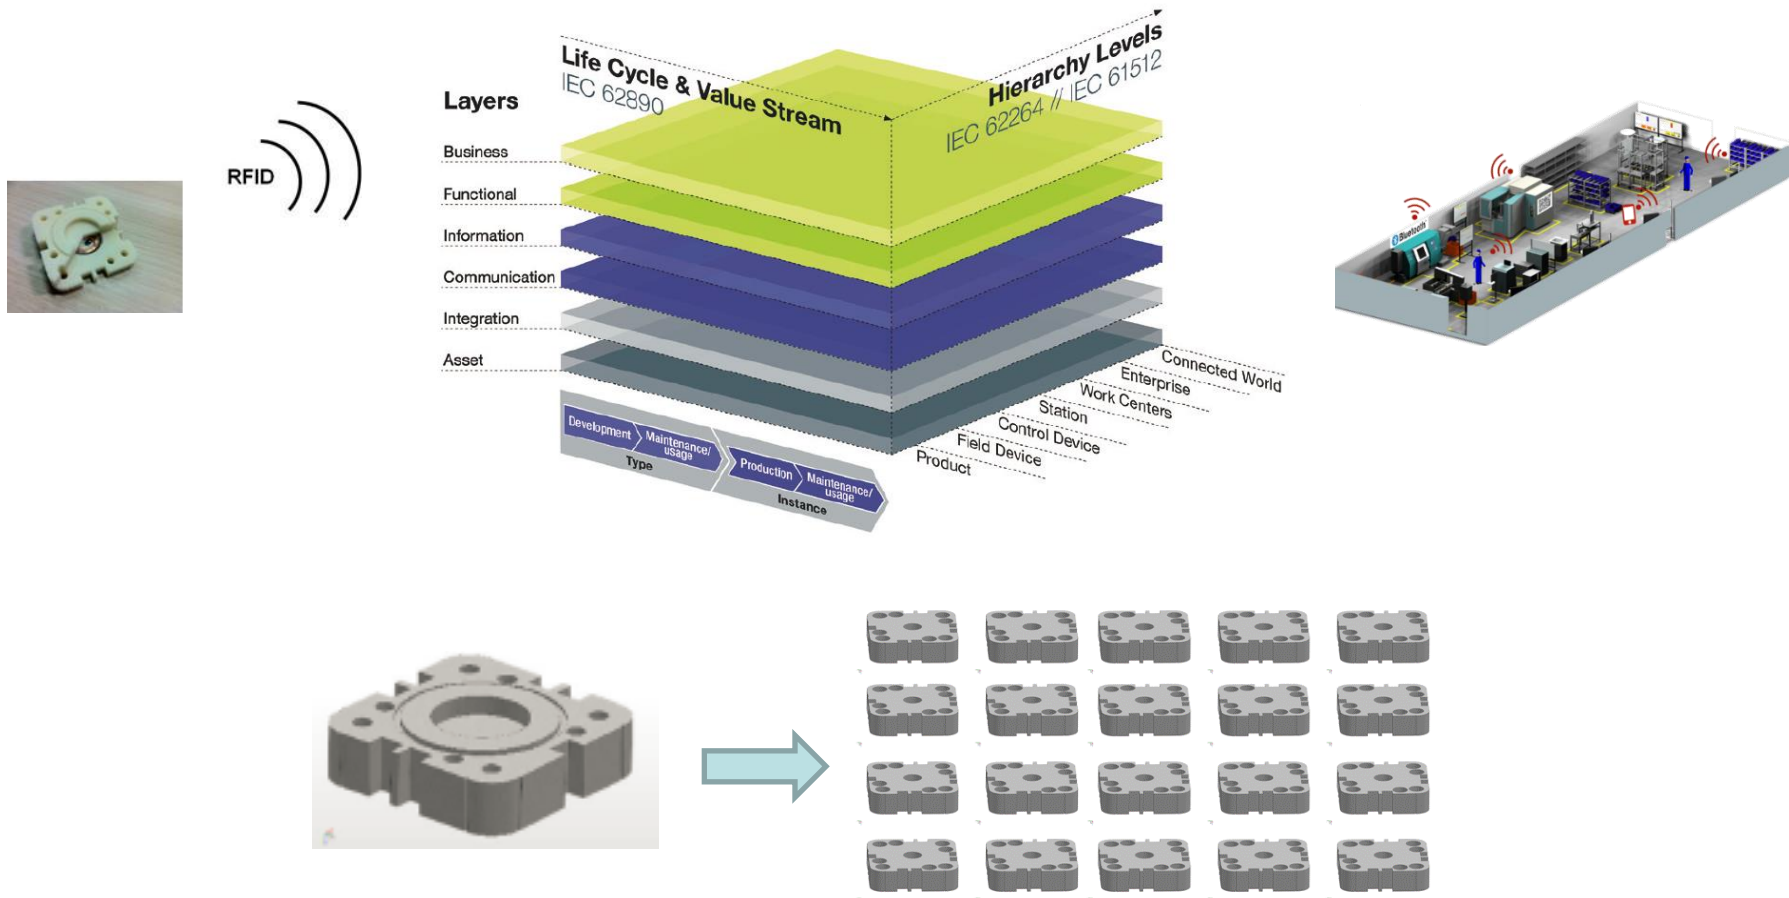 RFID
Layers
Business
Functional
Information
Communication
Integration
Asset
Life Cycle & Value Stream
IEC 62890
Hierarchy Levels
IEC 62264 // IEC 61512
Connected World
Enterprise
Work Centers
Station
Control Device
Field Device
Product
Development
Maintenance/
usage
Type
Production
Maintenance/
usage
Instance
Bluetooth